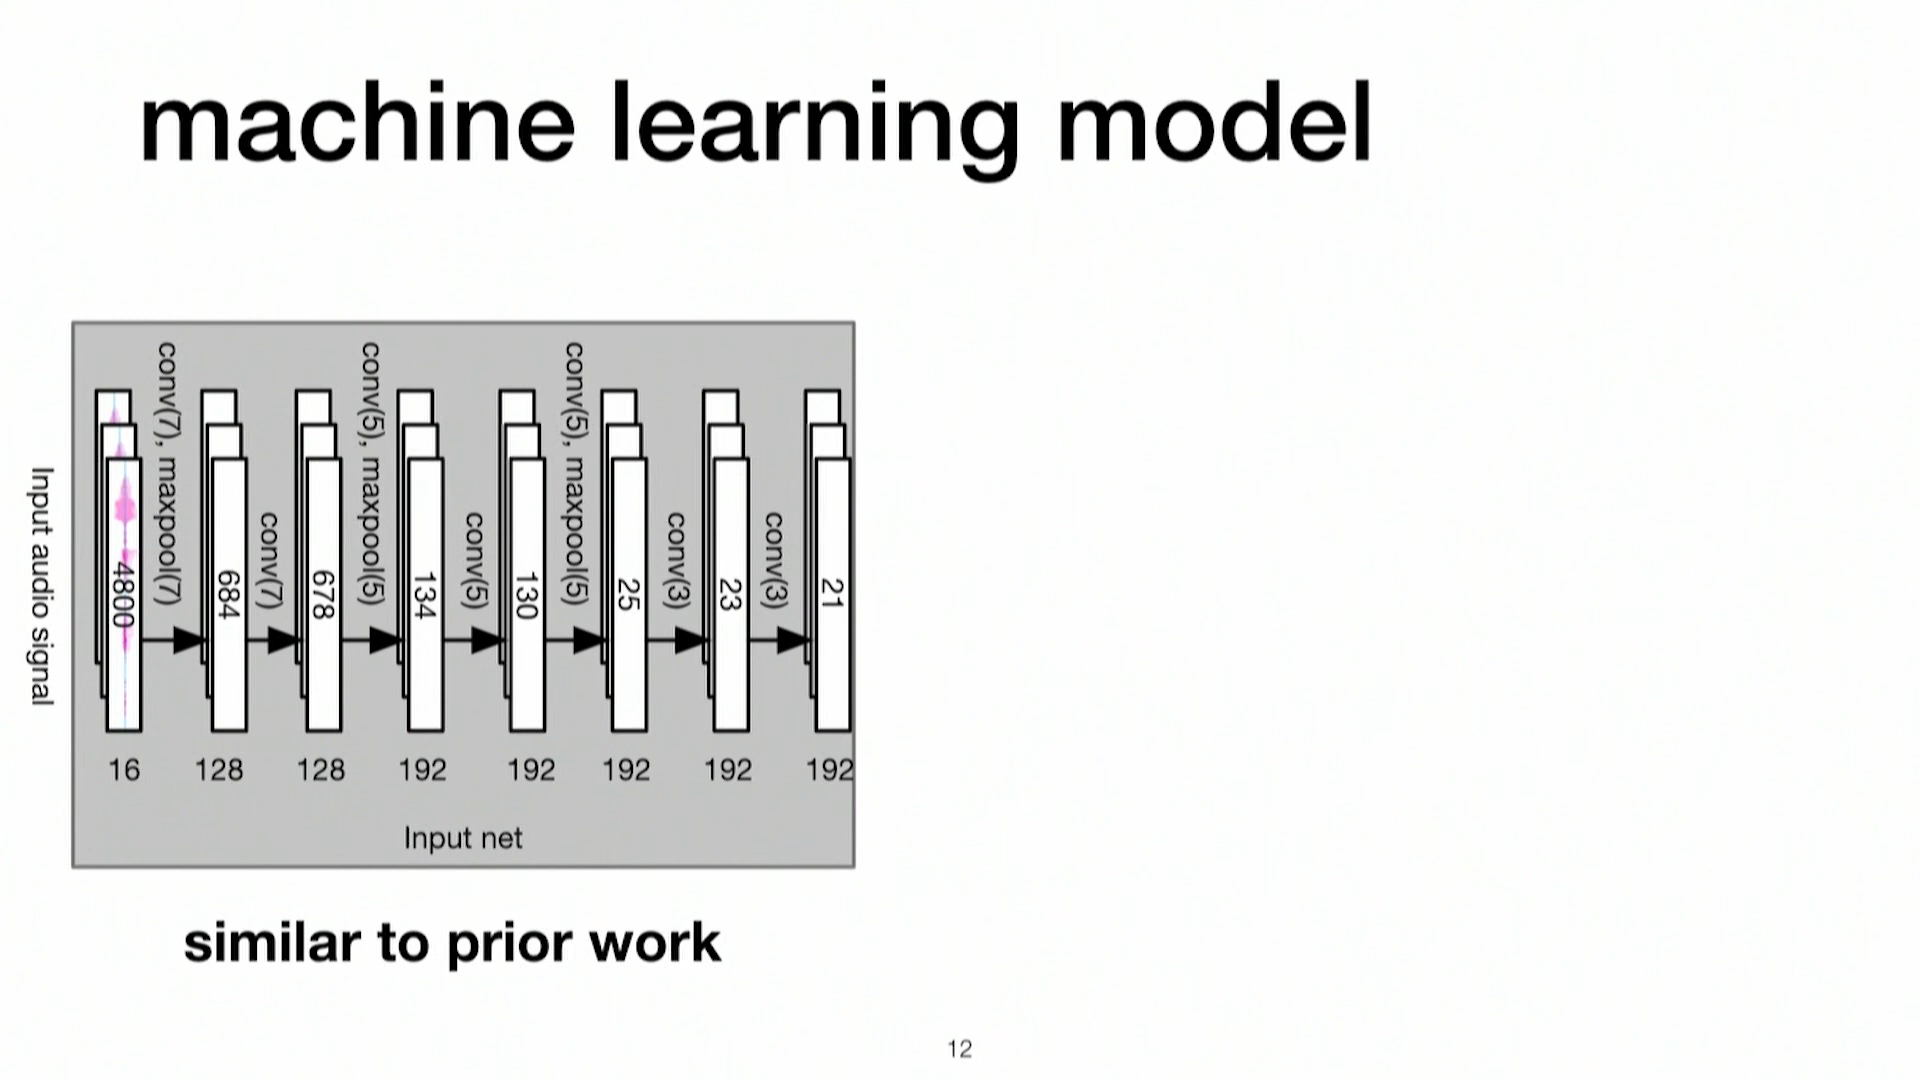 machine learning model
Input audio signal
4800
conv(7), maxpool(7)
684
conv(7)
678
conv(5), maxpool(5)
134
conv(5)
130
conv(5), maxpool(5)
25
conv(3)
23
conv(3)
21
16 128 128 192 192 192 192 192
Input net
similar to prior work
12